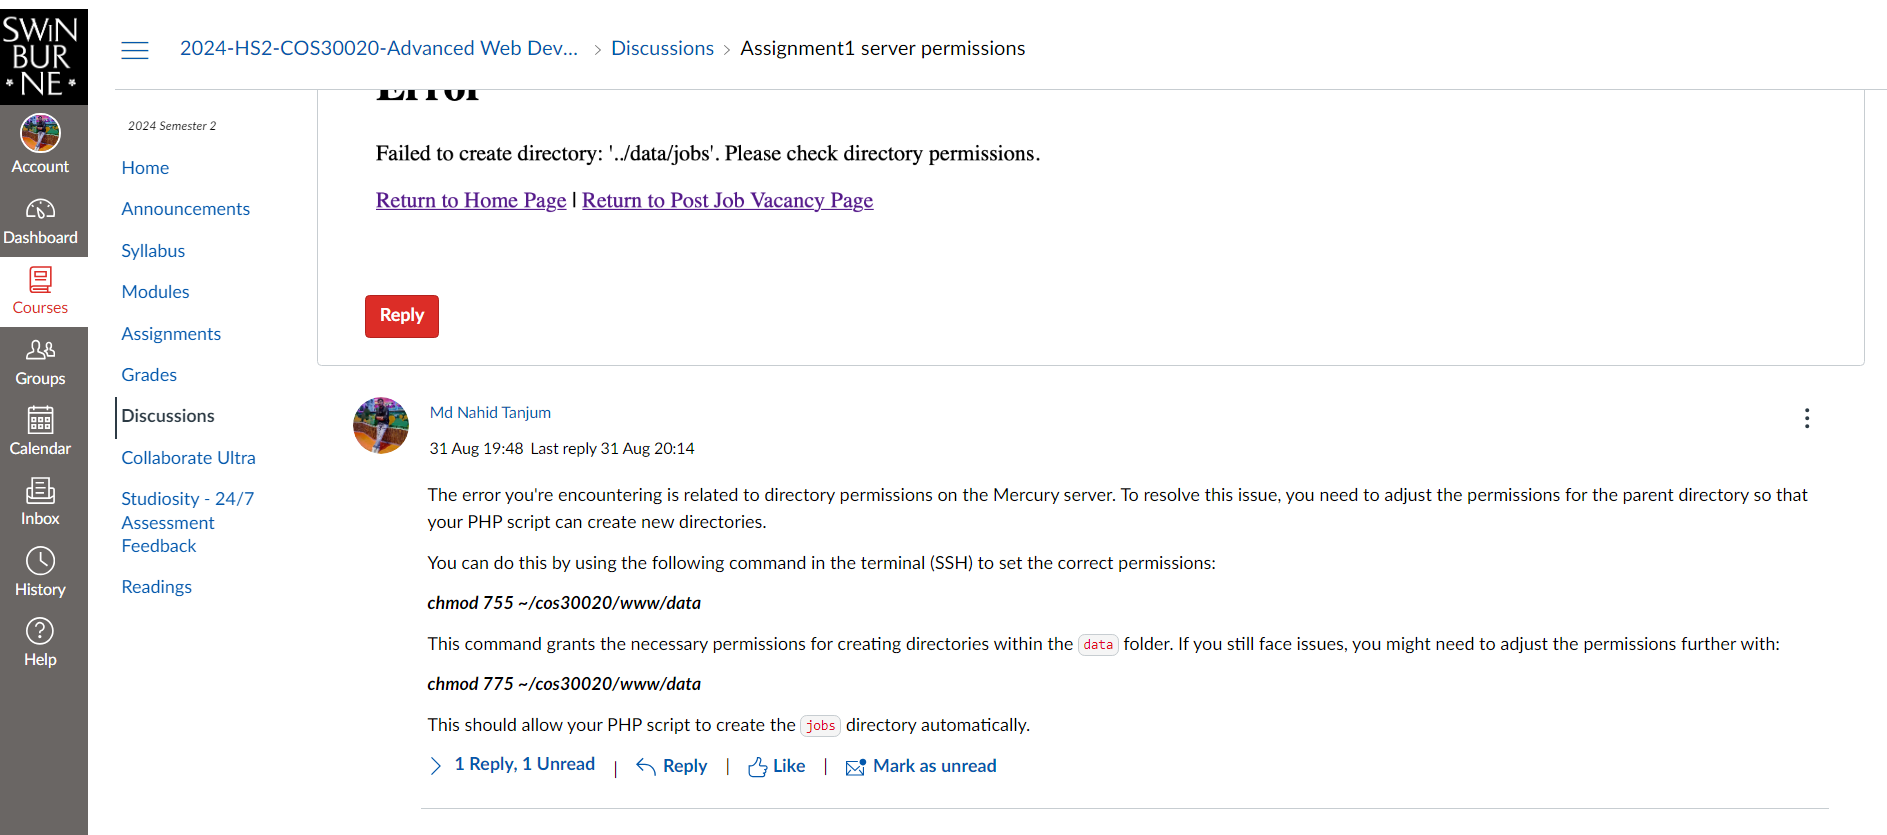 SWIN
BUR
*NE*
Account
Dashboard
Courses
Groups
Calendar
Inbox
History
Help
2024-HS2-COS30020-Advanced Web Dev... > Discussions > Assignment1 server permissions
2024 Semester 2
Home
Announcements
Syllabus
Modules
Assignments
Grades
Discussions
Collaborate Ultra
Studiosity - 24/7
Assessment
Feedback
Readings
Error
Failed to create directory: '../data/jobs'. Please check directory permissions.
Return to Home Page | Return to Post Job Vacancy Page
Reply
Md Nahid Tanjum
31 Aug 19:48 Last reply 31 Aug 20:14
The error you're encountering is related to directory permissions on the Mercury server. To resolve this issue, you need to adjust the permissions for the parent directory so that
your PHP script can create new directories.
You can do this by using the following command in the terminal (SSH) to set the correct permissions:
chmod 755 ~/cos30020/www/data
This command grants the necessary permissions for creating directories within the data folder. If you still face issues, you might need to adjust the permissions further with:
chmod 775 ~/cos30020/www/data
This should allow your PHP script to create the jobs directory automatically.
1 Reply, 1 Unread | Reply | Like | Mark as unread